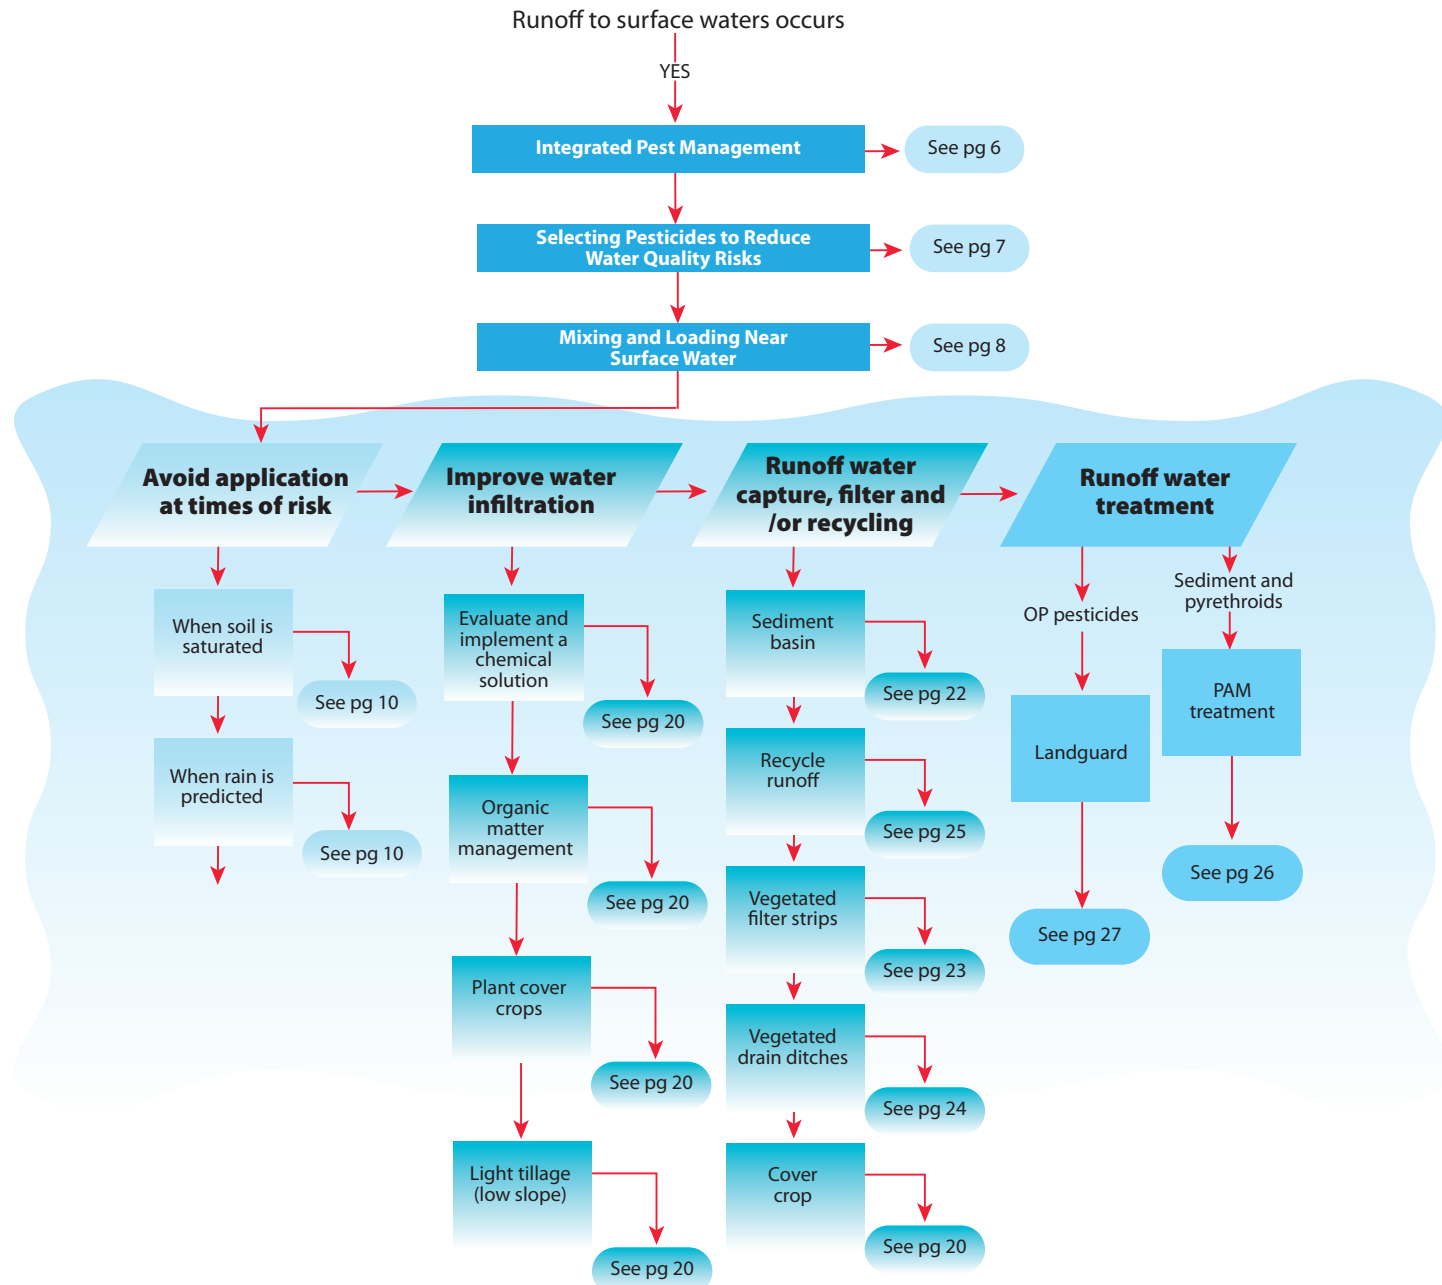 Runoff to surface waters occurs
YES
Integrated Pest Management
See pg 6
Selecting Pesticides to Reduce
Water Quality Risks
See pg 7
Mixing and Loading Near
Surface Water
See pg 8
Avoid application
at times of risk
When soil is
saturated
See pg 10
When rain is
predicted
See pg 10
Improve water
infiltration
Evaluate and
implement a
chemical
solution
See pg 20
Organic
matter
management
See pg 20
Plant cover
crops
See pg 20
Light tillage
(low slope)
See pg 20
Runoff water
capture, filter and
/or recycling
Sediment
basin
See pg 22
Recycle
runoff
See pg 25
Vegetated
filter strips
See pg 23
Vegetated
drain ditches
See pg 24
Cover
crop
See pg 20
Runoff water
treatment
OP pesticides
Landguard
See pg 27
Sediment and
pyrethroids
PAM
treatment
See pg 26